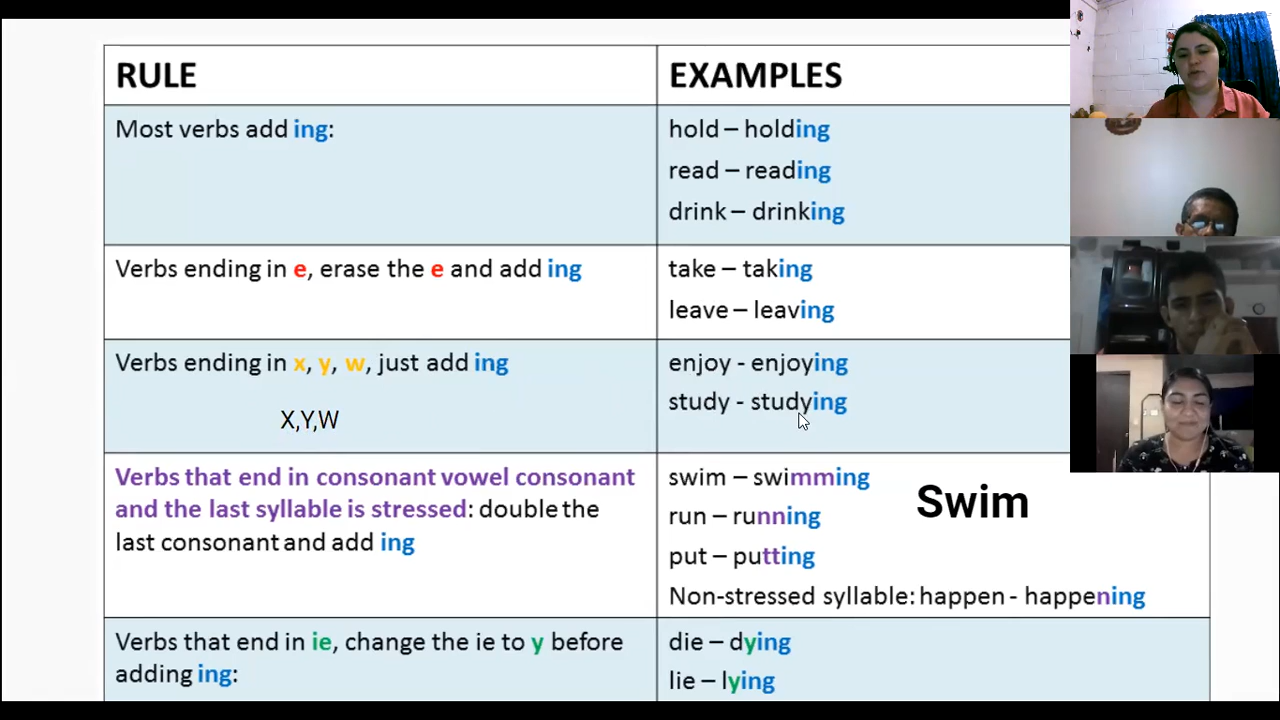 RULE
EXAMPLES
Most verbs add ing:
hold – holding
read – reading
drink – drinking
Verbs ending in e, erase the e and add ing
take – taking
leave – leaving
Verbs ending in x, y, w, just add ing
X,Y,W
enjoy - enjoying
study - studying
Verbs that end in consonant vowel consonant
and the last syllable is stressed: double the
last consonant and add ing
swim – swimming
run – running
put – putting
Non-stressed syllable: happen - happening
Swim
Verbs that end in ie, change the ie to y before
adding ing:
die – dying
lie – lying